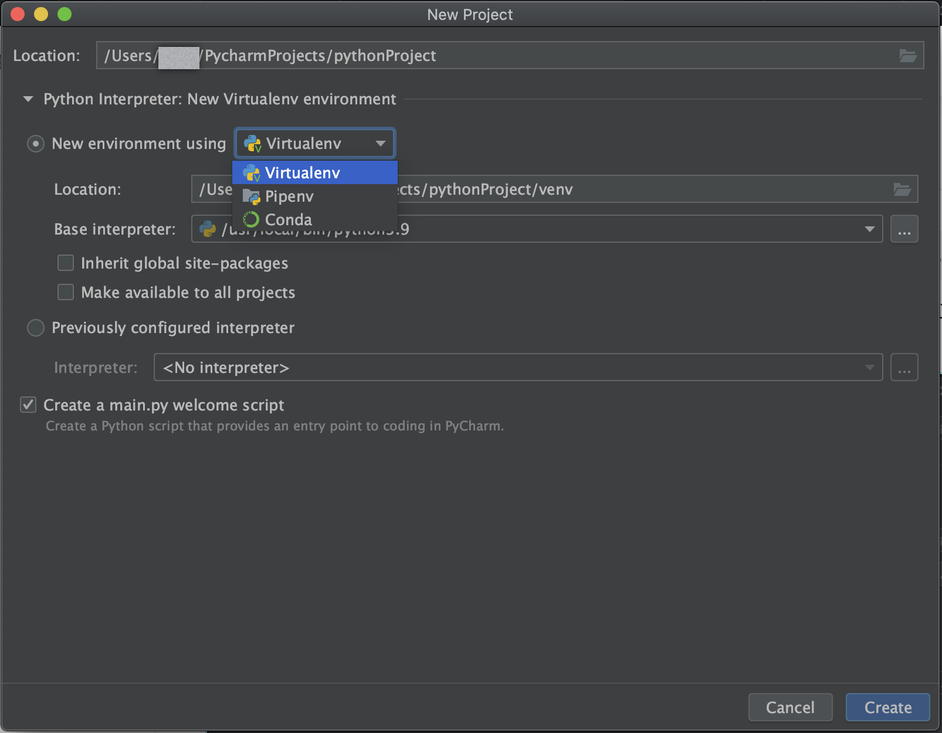 New Project
Location: /Users/ /PycharmProjects/pythonProject
Python Interpreter: New Virtualenv environment
New environment using Virtualenv
Virtualenv
Location: /Use cts/pythonProject/venv
Pipenv
Conda
Base interpreter: /usr/local/bin/python3.9 ...
Inherit global site-packages
Make available to all projects
Previously configured interpreter
Interpreter: <No interpreter> ...
Create a main.py welcome script
Create a Python script that provides an entry point to coding in PyCharm.
Cancel Create